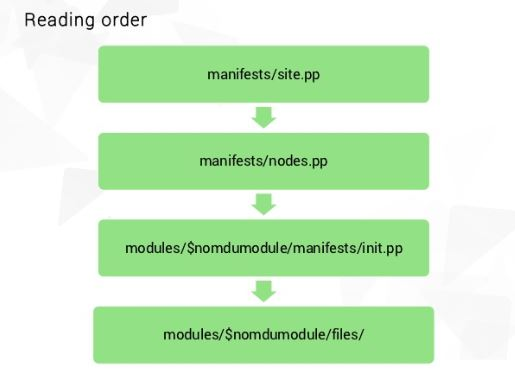 Reading order
manifests/site.pp
manifests/nodes.pp
modules/$nomdumodule/manifests/init.pp
modules/$nomdumodule/files/